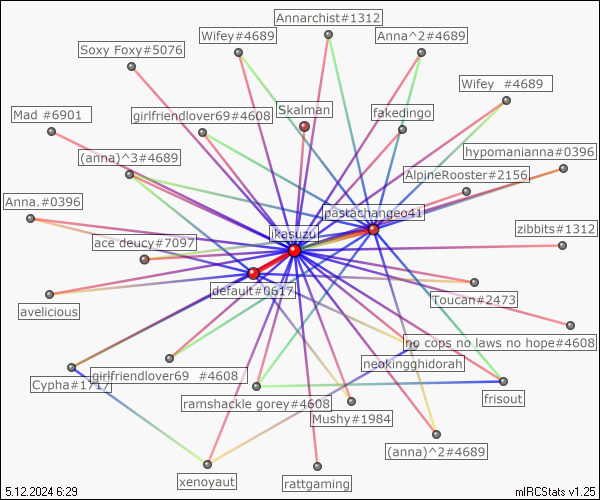 Annarchist#1312
Wifey#4689
Anna^2#4689
Soxy Foxy#5076
Wifey #4689
Mad #6901
girlfriendlover69#4608
Skalman
fakedingo
(anna)^3#4689
hypomanianna#0396
AlpineRooster#2156
Anna.#0396
pastachangeo41
ikasuzu
zibbits#1312
ace deucy#7097
default#0617
Toucan#2473
avelicious
no cops no laws no hope#4608
neokingghidorah
girlfriendlover69 #4608
Cypha#1717
ramshackle gorey#4608
frisout
Mushy#1984
(anna)^2#4689
xenoyaut
rattgaming
5.12.2024 6:29
mIRCStats v1.25